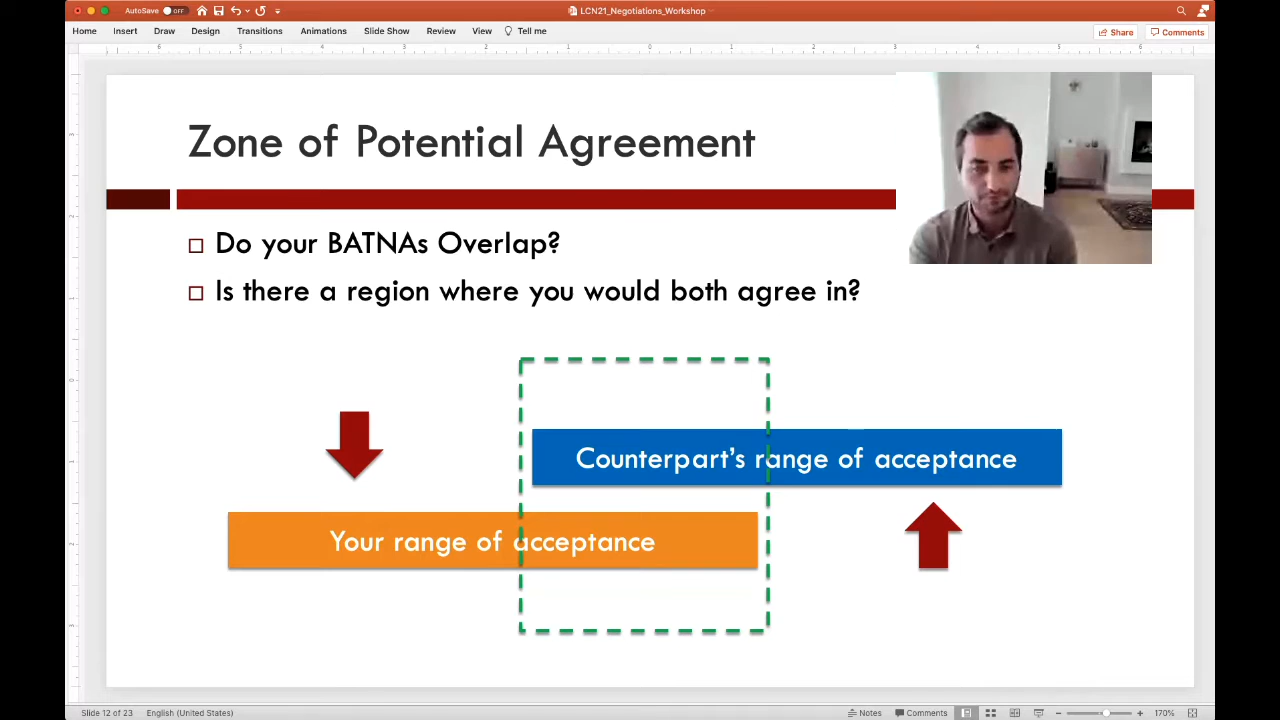 AutoSave OFF
LCN21_Negotiations_Workshop
Home Insert Draw Design Transitions Animations Slide Show Review View Tell me Share Comments
Zone of Potential Agreement
Do your BATNAs Overlap?
Is there a region where you would both agree in?
Counterpart's range of acceptance
Your range of acceptance
Slide 12 of 23 English (United States) Notes Comments 170%